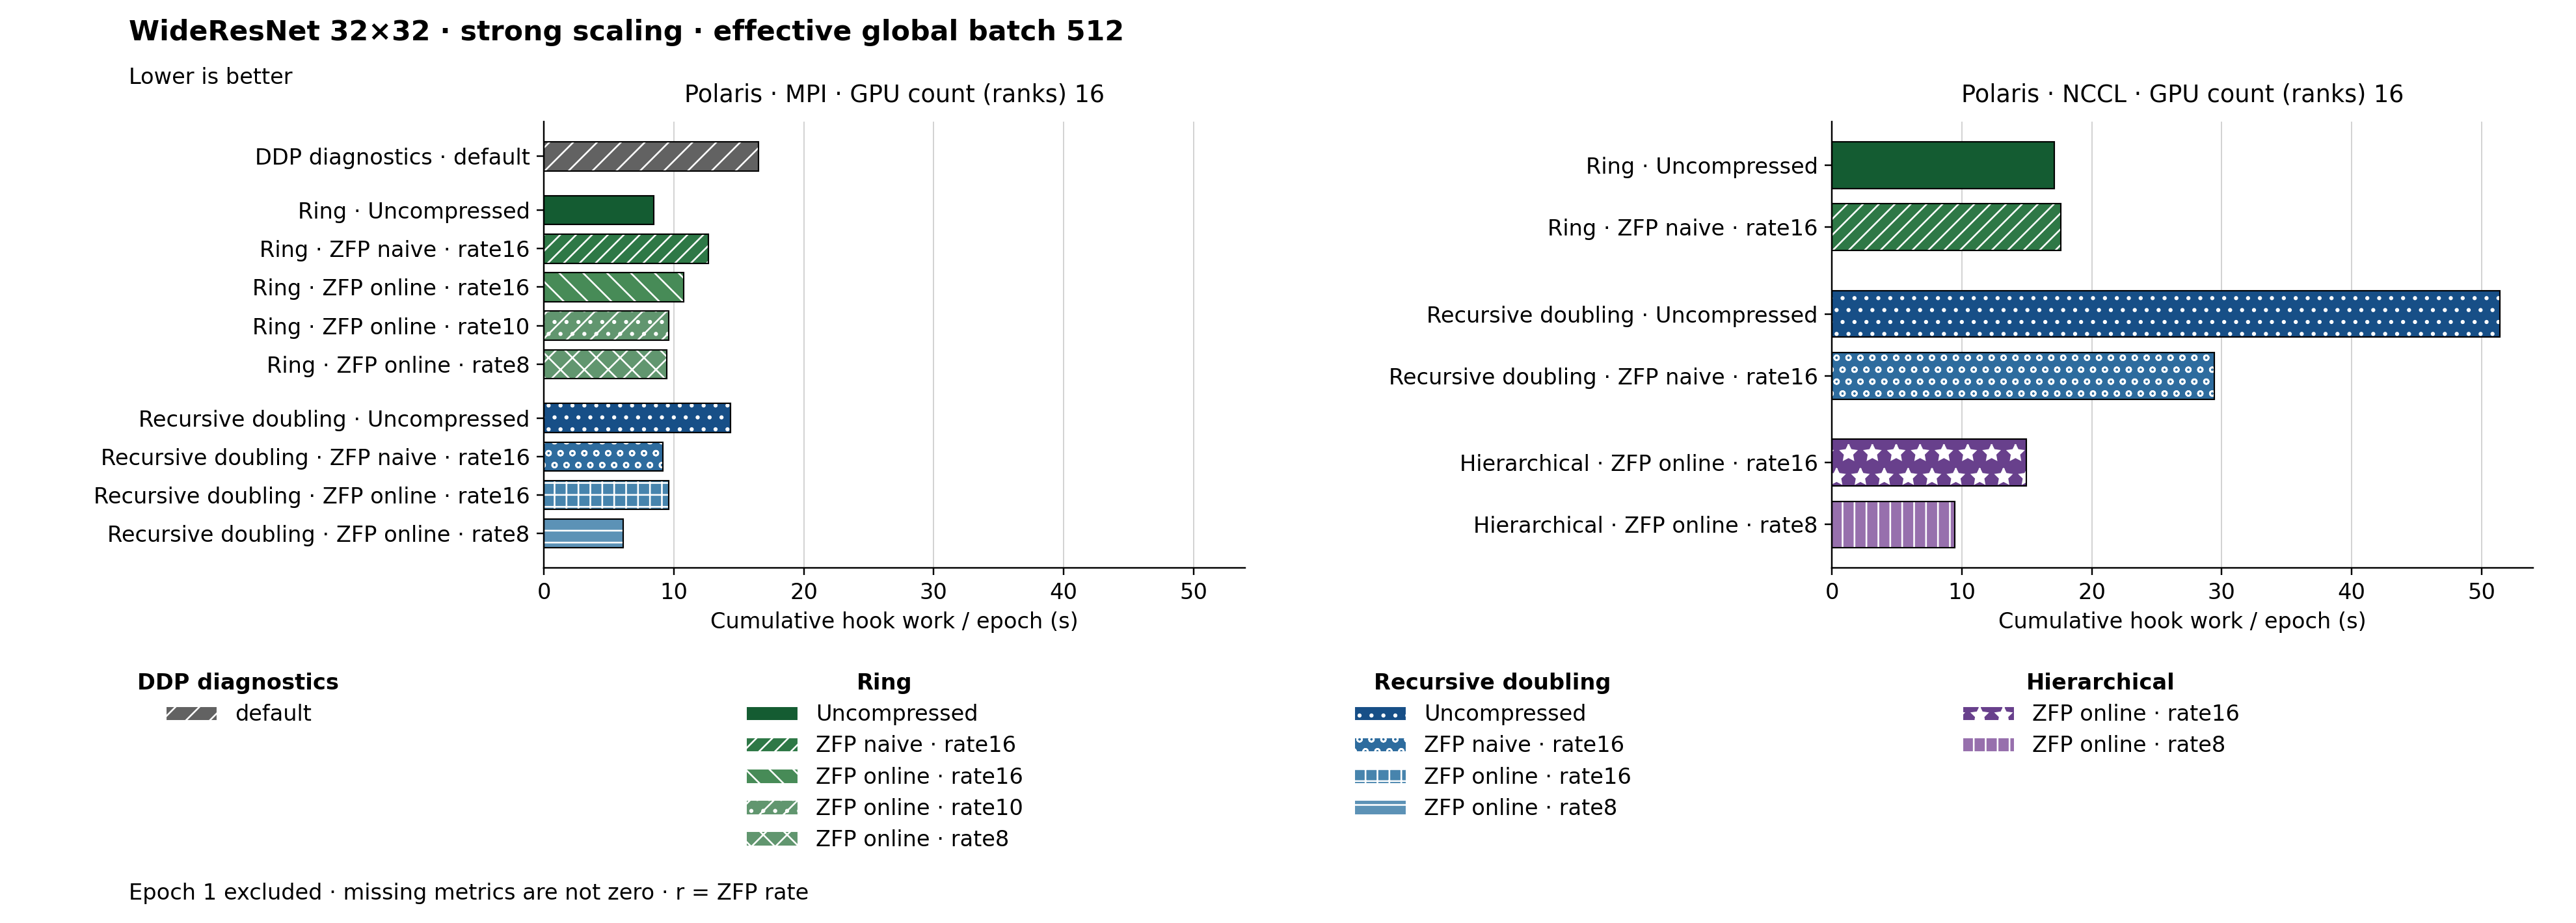 WideResNet 32×32 · strong scaling · effective global batch 512
Lower is better
Polaris · MPI · GPU count (ranks) 16
DDP diagnostics · default
Ring · Uncompressed
Ring · ZFP naive · rate16
Ring · ZFP online · rate16
Ring · ZFP online · rate10
Ring · ZFP online · rate8
Recursive doubling · Uncompressed
Recursive doubling · ZFP naive · rate16
Recursive doubling · ZFP online · rate16
Recursive doubling · ZFP online · rate8
0 10 20 30 40 50
Cumulative hook work / epoch (s)
Polaris · NCCL · GPU count (ranks) 16
Ring · Uncompressed
Ring · ZFP naive · rate16
Recursive doubling · Uncompressed
Recursive doubling · ZFP naive · rate16
Hierarchical · ZFP online · rate16
Hierarchical · ZFP online · rate8
0 10 20 30 40 50
Cumulative hook work / epoch (s)
DDP diagnostics
default
Ring
Uncompressed
ZFP naive · rate16
ZFP online · rate16
ZFP online · rate10
ZFP online · rate8
Recursive doubling
Uncompressed
ZFP naive · rate16
ZFP online · rate16
ZFP online · rate8
Hierarchical
ZFP online · rate16
ZFP online · rate8
Epoch 1 excluded · missing metrics are not zero · r = ZFP rate